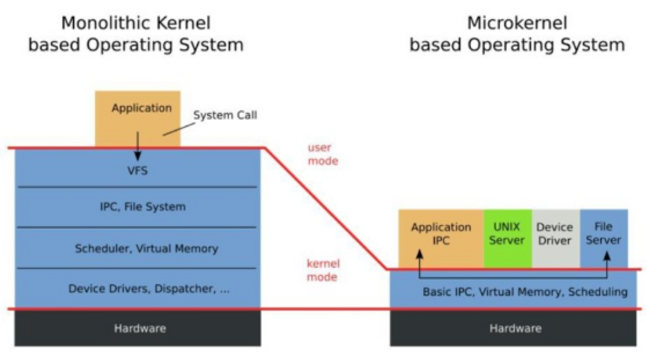 Monolithic Kernel
based Operating System
Microkernel
based Operating System
Application
System Call
user
mode
VFS
IPC, File System
Scheduler, Virtual Memory
kernel
mode
Device Drivers, Dispatcher, ...
Hardware
Application
IPC
UNIX
Server
Device
Driver
File
Server
Basic IPC, Virtual Memory, Scheduling
Hardware